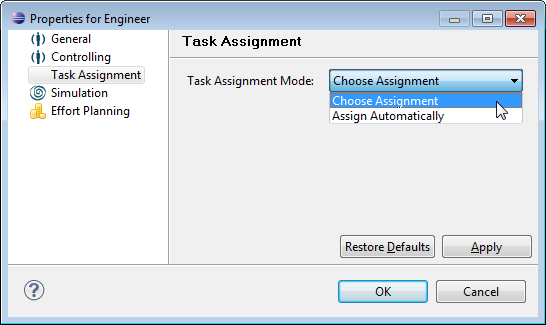 Properties for Engineer
General
Controlling
Task Assignment
Simulation
Effort Planning
Task Assignment
Task Assignment Mode: Choose Assignment
Choose Assignment
Assign Automatically
Restore Defaults Apply
? OK Cancel